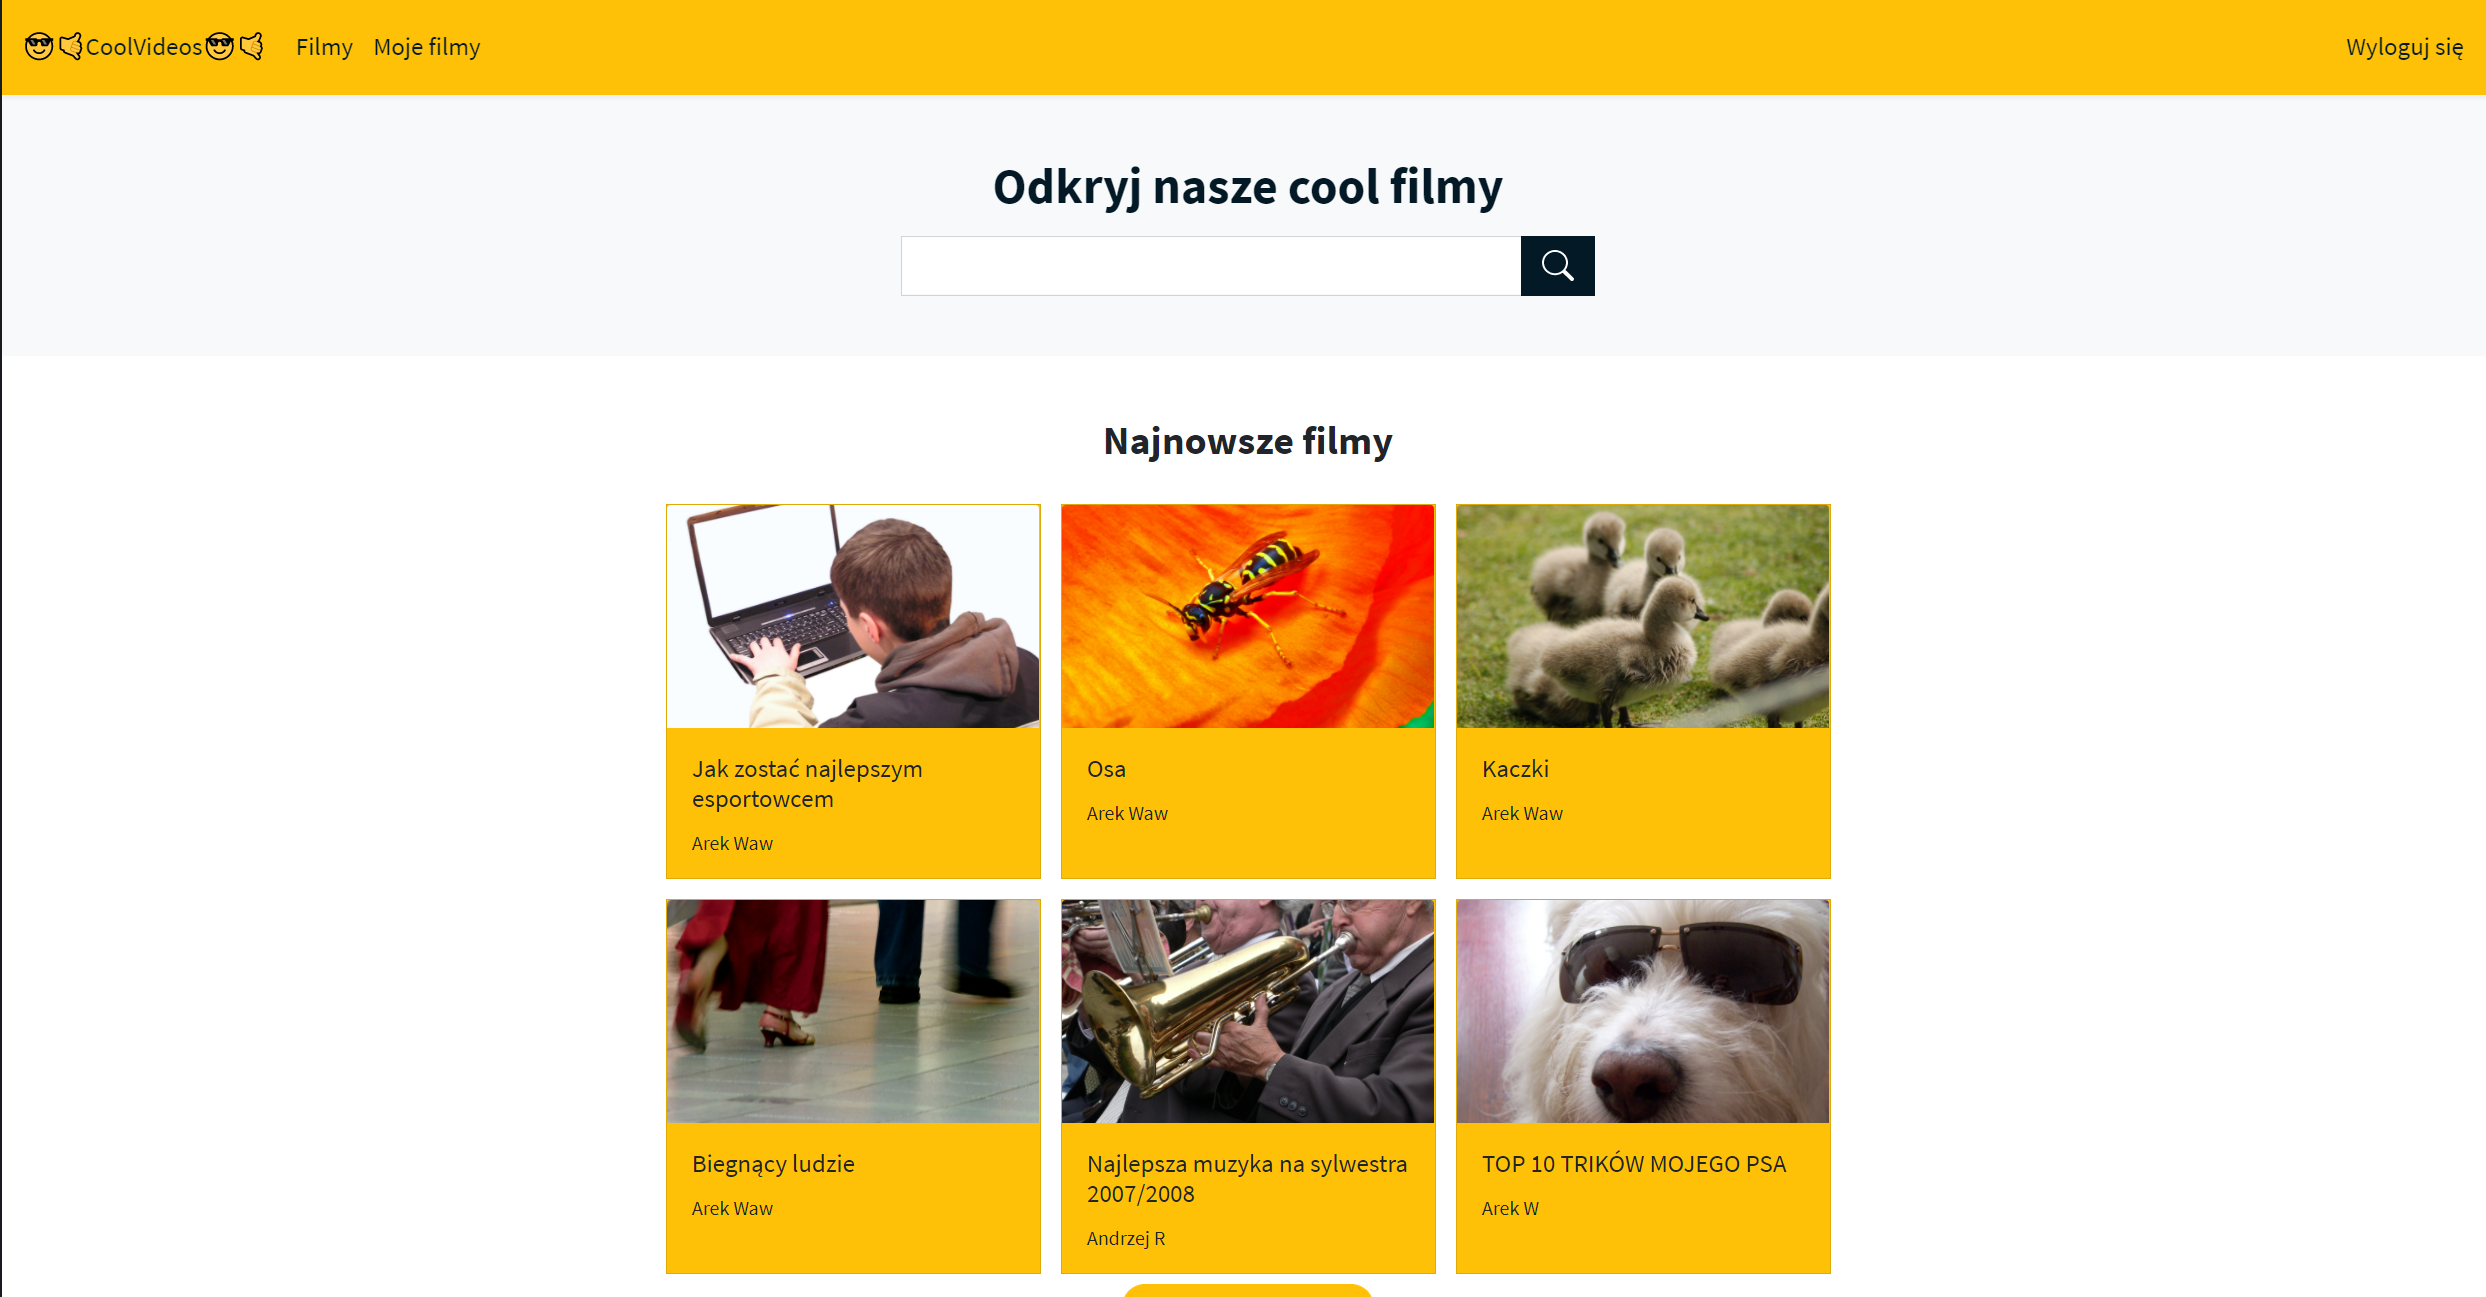 😎🤙CoolVideos😎🤙 Filmy Moje filmy Wyloguj się
Odkryj nasze cool filmy
Najnowsze filmy
Jak zostać najlepszym
esportowcem
Arek Waw
Osa
Arek Waw
Kaczki
Arek Waw
Biegnący ludzie
Arek Waw
Najlepsza muzyka na sylwestra
2007/2008
Andrzej R
TOP 10 TRIKÓW MOJEGO PSA
Arek W